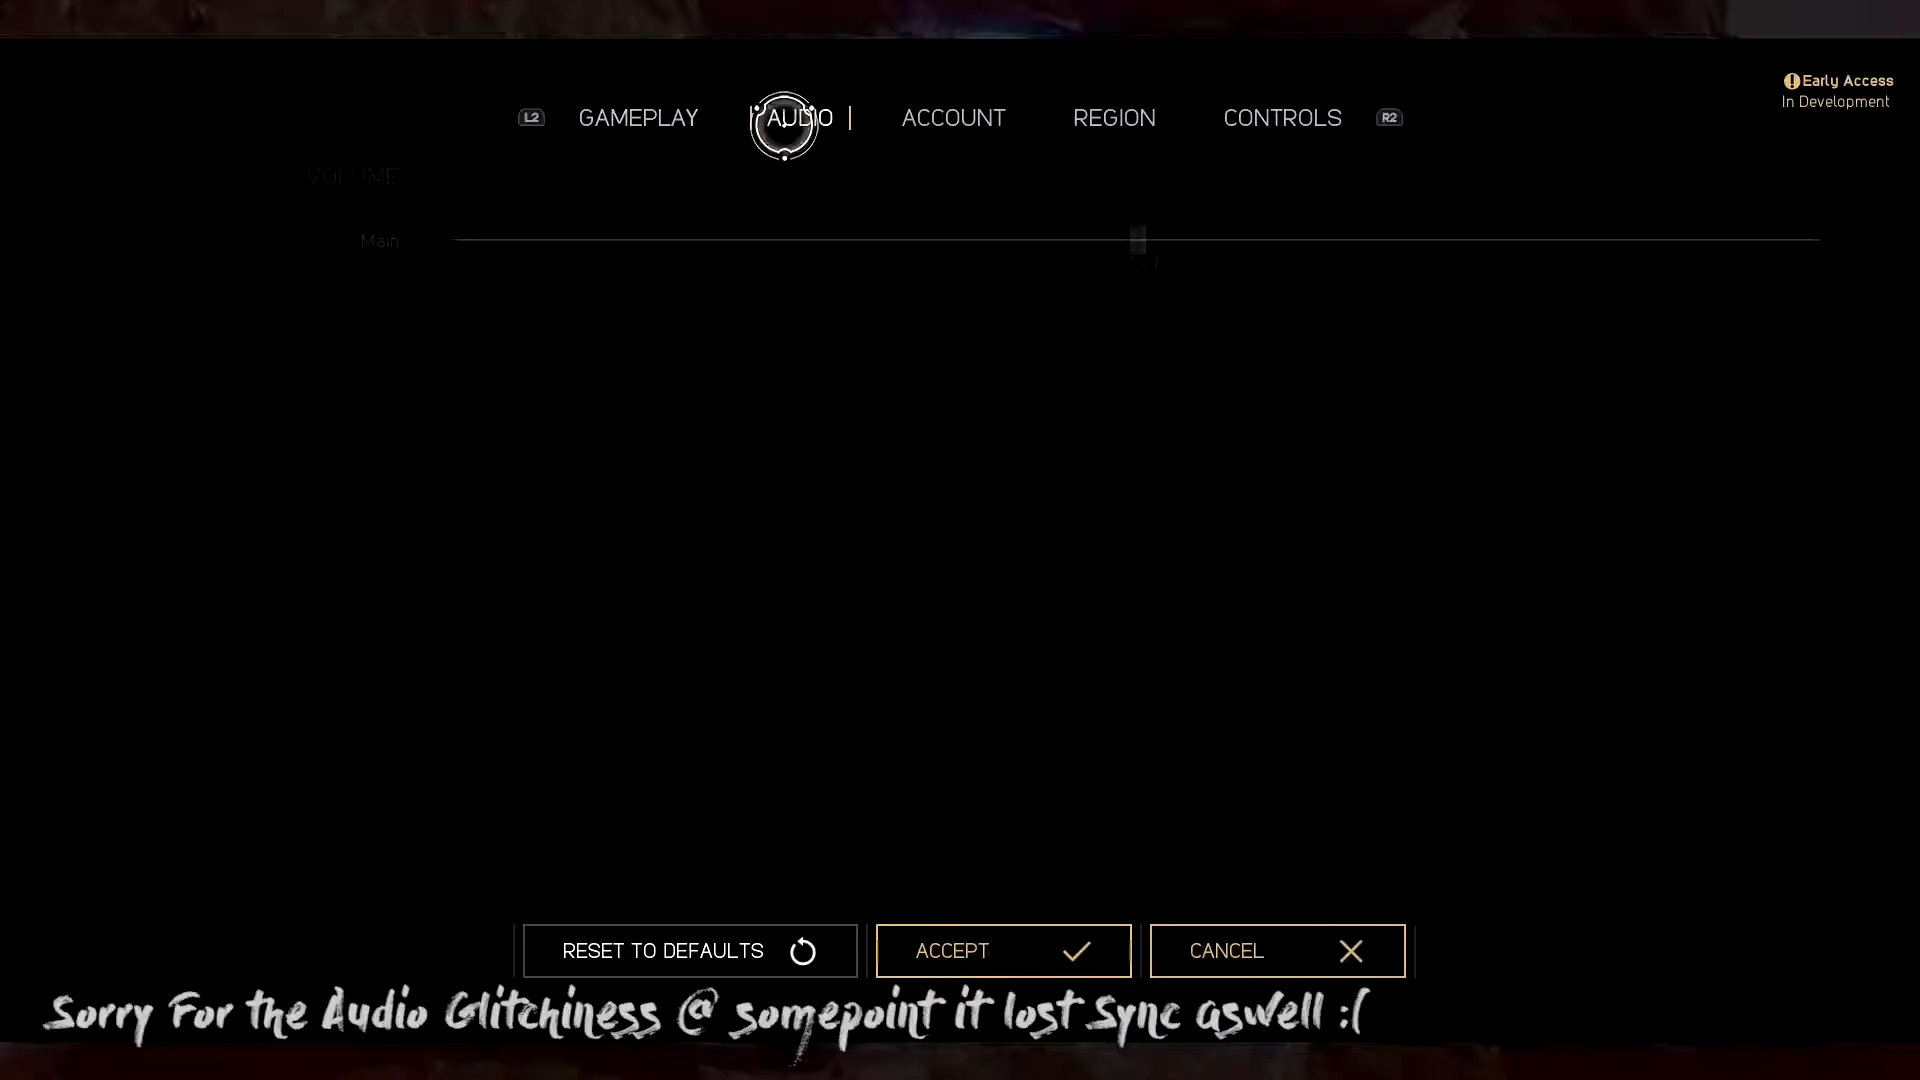 Early Access
In Development
L2 GAMEPLAY AUDIO ACCOUNT REGION CONTROLS R2
VOLUME
Main
RESET TO DEFAULTS ACCEPT CANCEL
Sorry For the Audio Glitchiness @ somepoint it lost Sync aswell :(